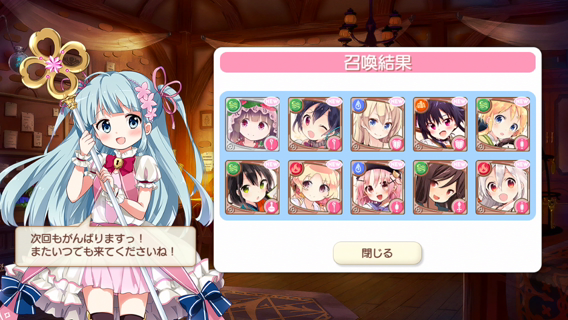 召喚結果
次回もがんばりますっ！
またいつでも来てくださいね！
閉じる